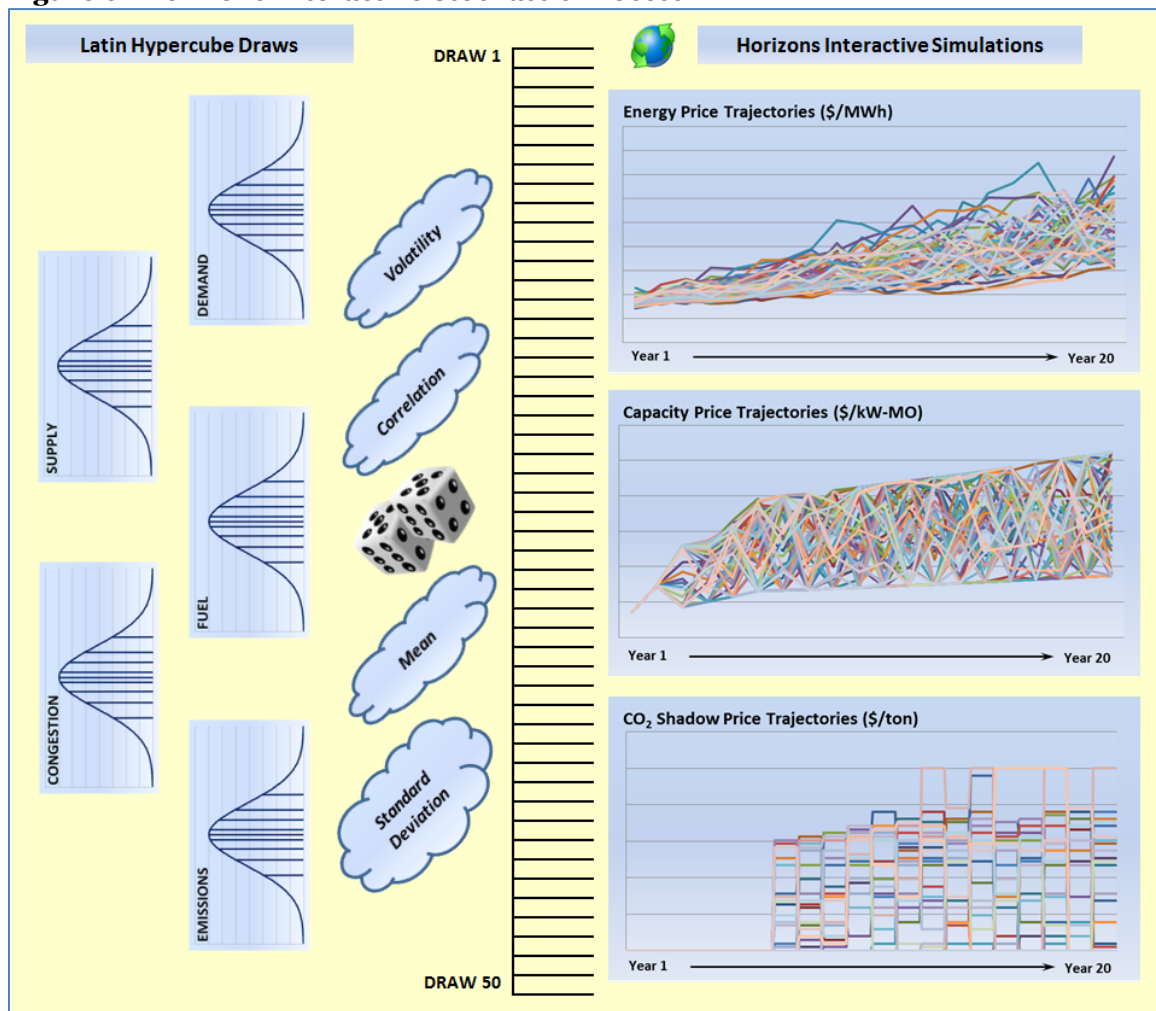 Latin Hypercube Draws
DRAW 1
Horizons Interactive Simulations
DEMAND
SUPPLY
FUEL
CONGESTION
EMISSIONS
Volatility
Correlation
Mean
Standard
Deviation
DRAW 50
Energy Price Trajectories ($/MWh)
Year 1
Year 20
Capacity Price Trajectories ($/kW-MO)
Year 1
Year 20
CO₂ Shadow Price Trajectories ($/ton)
Year 1
Year 20